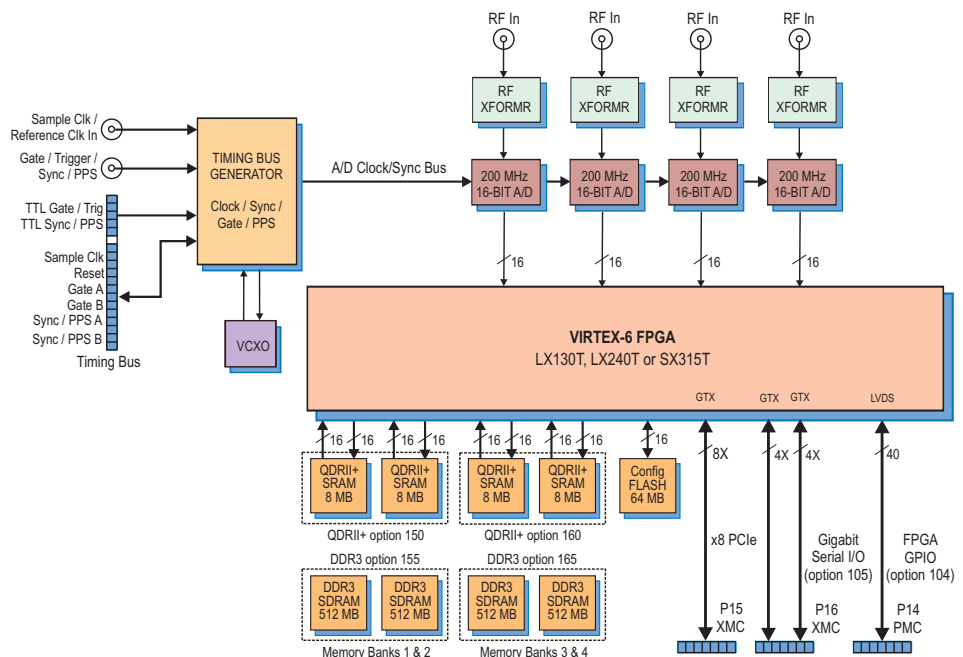 RF In
RF In
RF In
RF In
RF
XFORMR
RF
XFORMR
RF
XFORMR
RF
XFORMR
Sample Clk /
Reference Clk In
Gate / Trigger /
Sync / PPS
TTL Gate / Trig
TTL Sync / PPS
Sample Clk
Reset
Gate A
Gate B
Sync / PPS A
Sync / PPS B
Timing Bus
TIMING BUS
GENERATOR
Clock / Sync /
Gate / PPS
VCXO
A/D Clock/Sync Bus
200 MHz
16-BIT A/D
200 MHz
16-BIT A/D
200 MHz
16-BIT A/D
200 MHz
16-BIT A/D
16
16
16
16
VIRTEX-6 FPGA
LX130T, LX240T or SX315T
GTX
GTX
GTX
LVDS
16
16
16
16
16
16
16
16
16
8X
4X
4X
40
QDRII+
SRAM
8 MB
QDRII+
SRAM
8 MB
QDRII+
SRAM
8 MB
QDRII+
SRAM
8 MB
Config
FLASH
64 MB
QDRII+ option 150
QDRII+ option 160
DDR3 option 155
DDR3 option 165
DDR3
SDRAM
512 MB
DDR3
SDRAM
512 MB
DDR3
SDRAM
512 MB
DDR3
SDRAM
512 MB
Memory Banks 1 & 2
Memory Banks 3 & 4
x8 PCIe
Gigabit
Serial I/O
(option 105)
FPGA
GPIO
(option 104)
P15
XMC
P16
XMC
P14
PMC